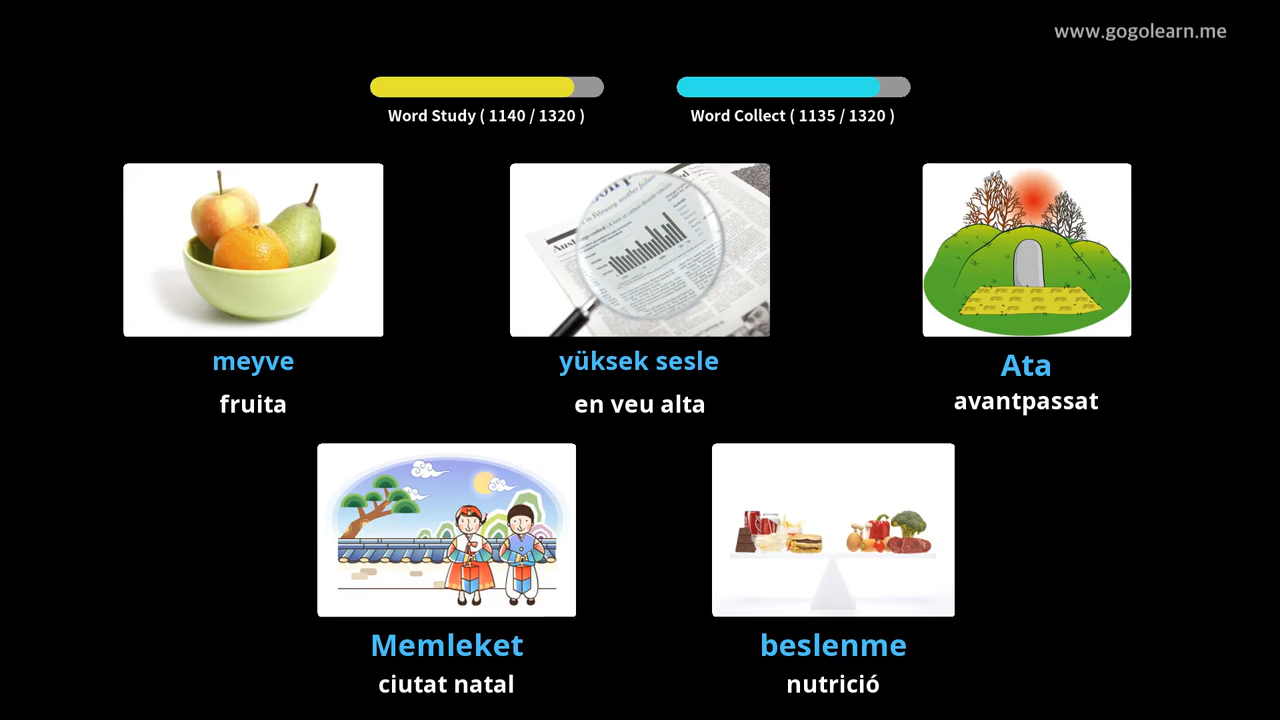 www.gogolearn.me
Word Study ( 1140 / 1320 )
Word Collect ( 1135 / 1320 )
meyve
fruita
yüksek sesle
en veu alta
Ata
avantpassat
Memleket
ciutat natal
beslenme
nutrició